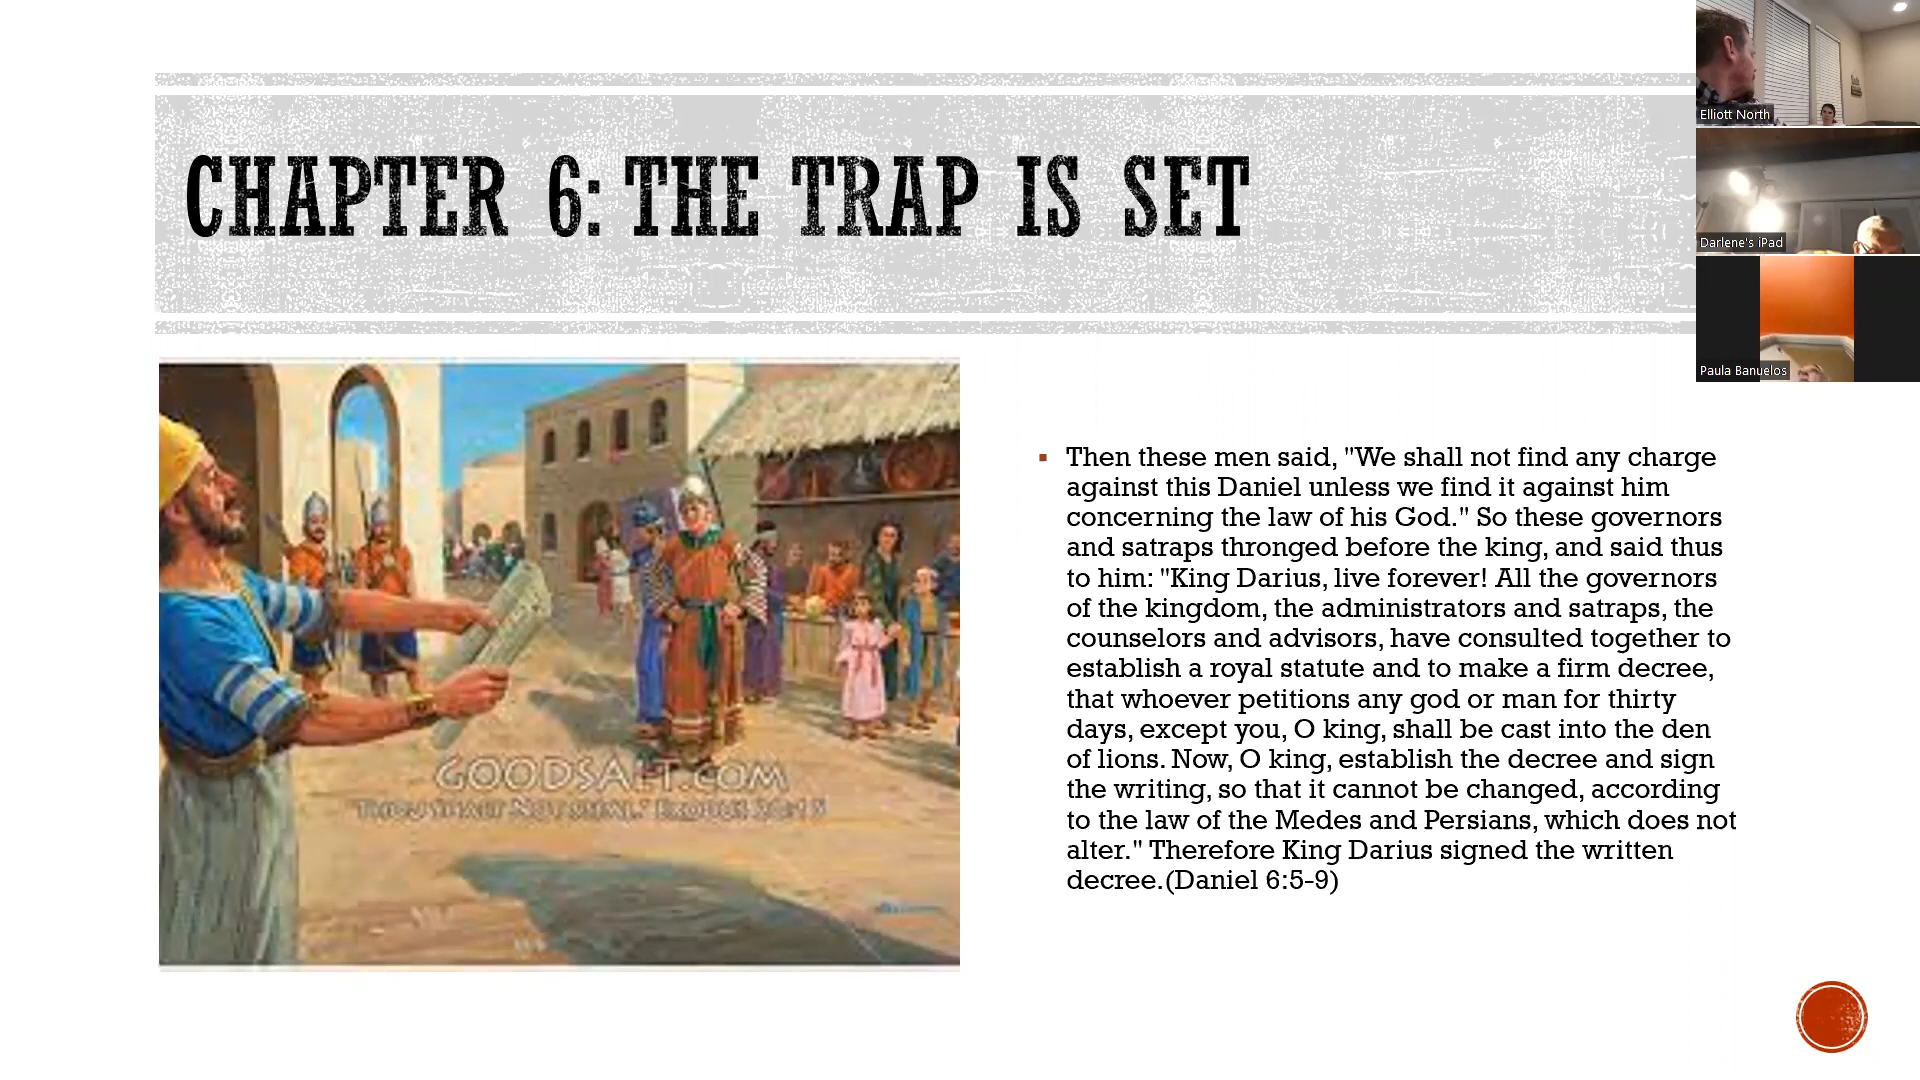 CHAPTER 6: THE TRAP IS SET
Elliott North
Darlene's iPad
Paula Banuelos
GOODSALT.COM
"THOU SHALT NOT STEAL." EXODUS 20:15
Then these men said, "We shall not find any charge
against this Daniel unless we find it against him
concerning the law of his God." So these governors
and satraps thronged before the king, and said thus
to him: "King Darius, live forever! All the governors
of the kingdom, the administrators and satraps, the
counselors and advisors, have consulted together to
establish a royal statute and to make a firm decree,
that whoever petitions any god or man for thirty
days, except you, O king, shall be cast into the den
of lions. Now, O king, establish the decree and sign
the writing, so that it cannot be changed, according
to the law of the Medes and Persians, which does not
alter." Therefore King Darius signed the written
decree.(Daniel 6:5-9)